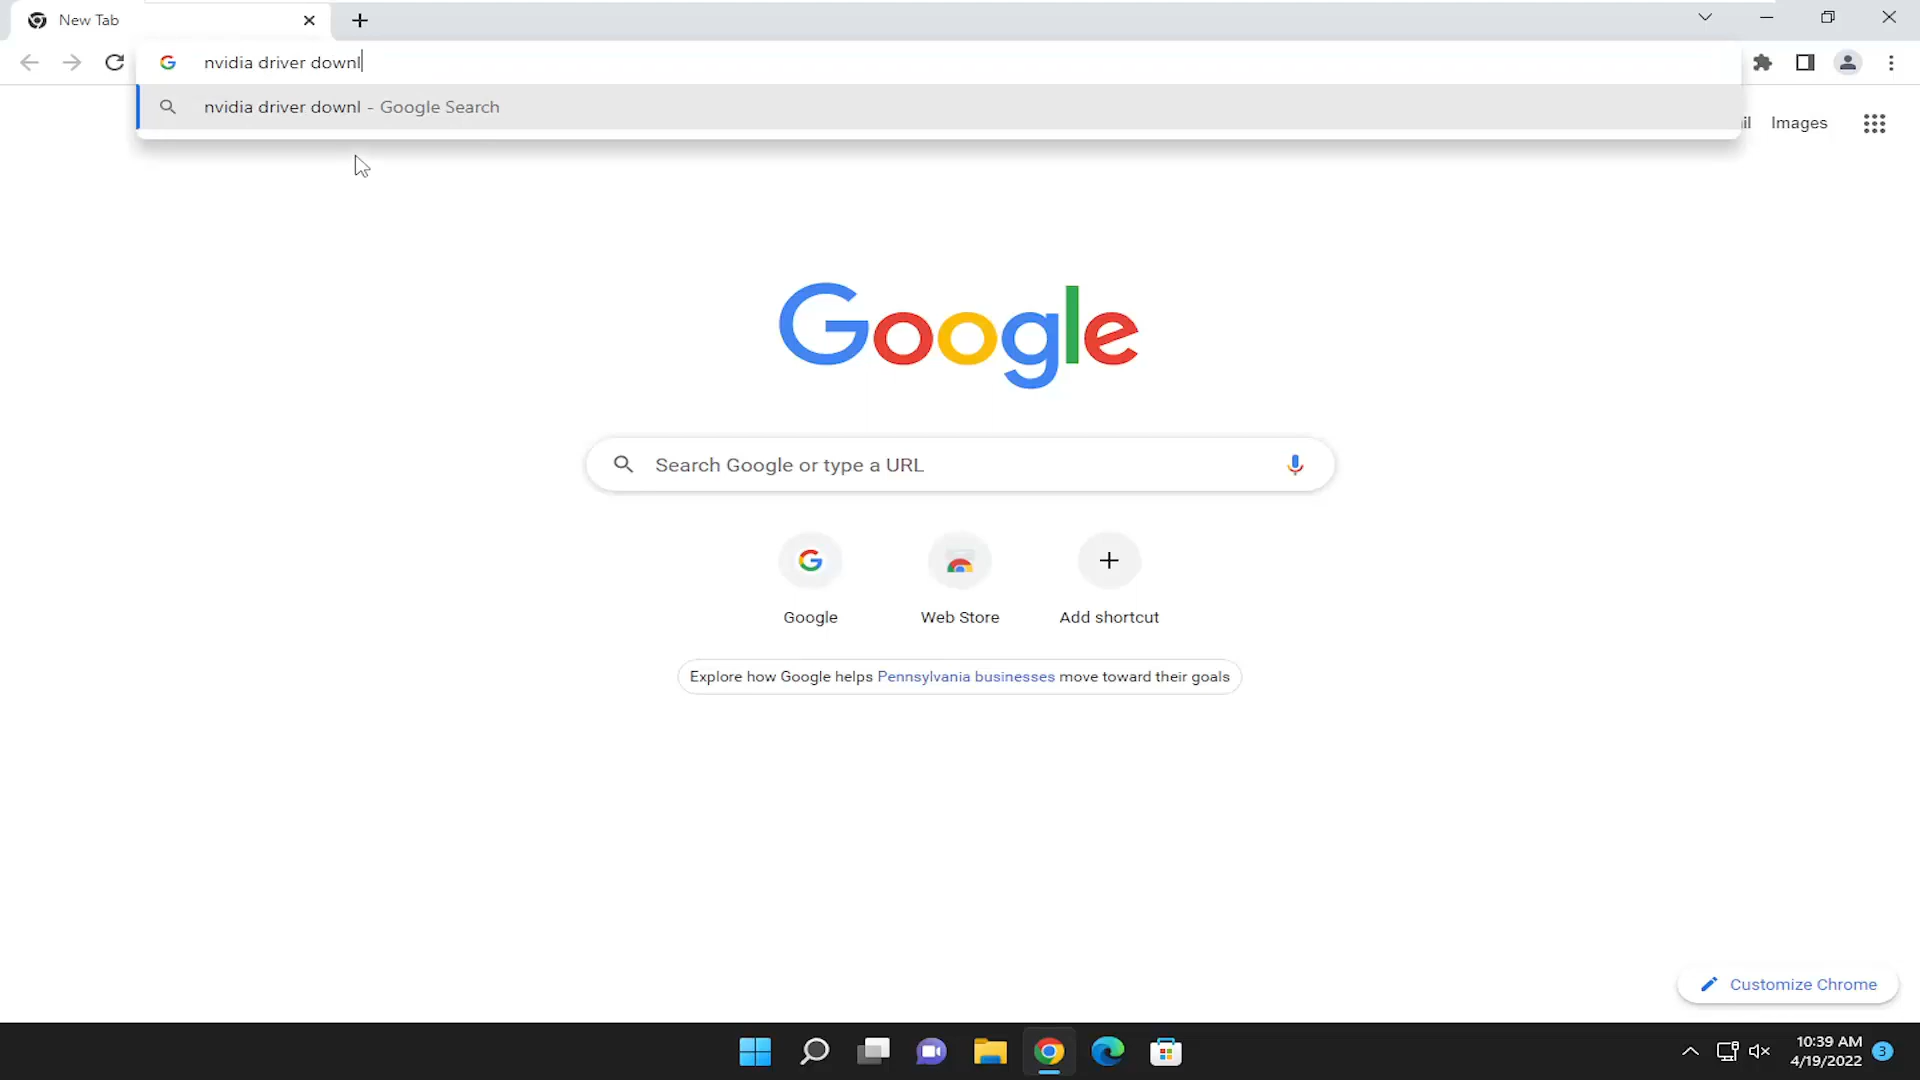 New Tab
nvidia driver downl
nvidia driver downl - Google Search
il Images
Google
Search Google or type a URL
Google Web Store Add shortcut
Explore how Google helps Pennsylvania businesses move toward their goals
Customize Chrome
10:39 AM
4/19/2022 3